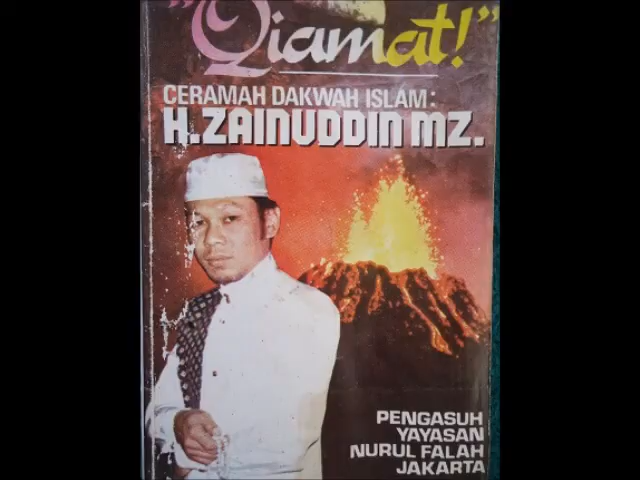 "Qiamat!"
CERAMAH DAKWAH ISLAM:
H.ZAINUDDIN MZ.
PENGASUH
YAYASAN
NURUL FALAH
JAKARTA